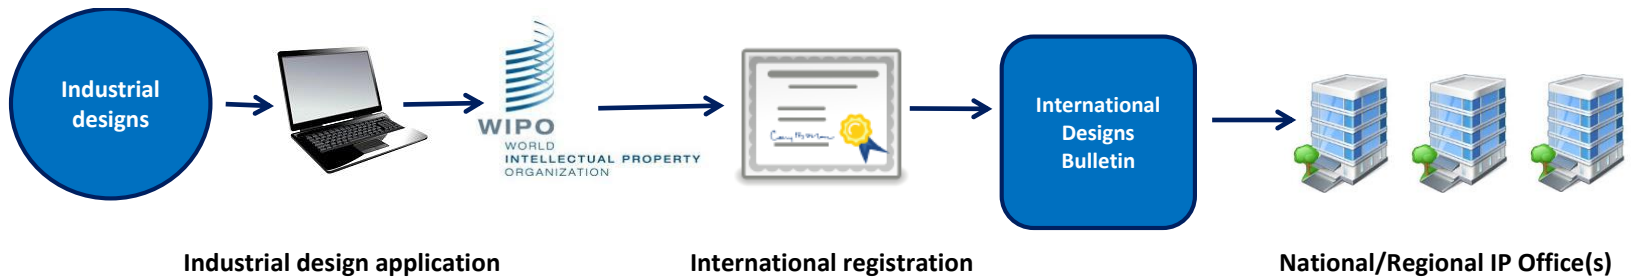 Industrial
designs
WIPO
WORLD
INTELLECTUAL PROPERTY
ORGANIZATION
International
Designs
Bulletin
Industrial design application
International registration
National/Regional IP Office(s)